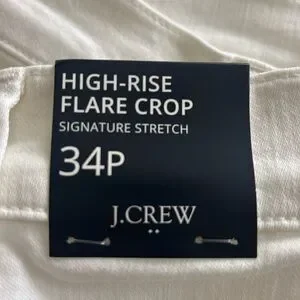 HIGH-RISE
FLARE CROP
SIGNATURE STRETCH
34P
J.CREW